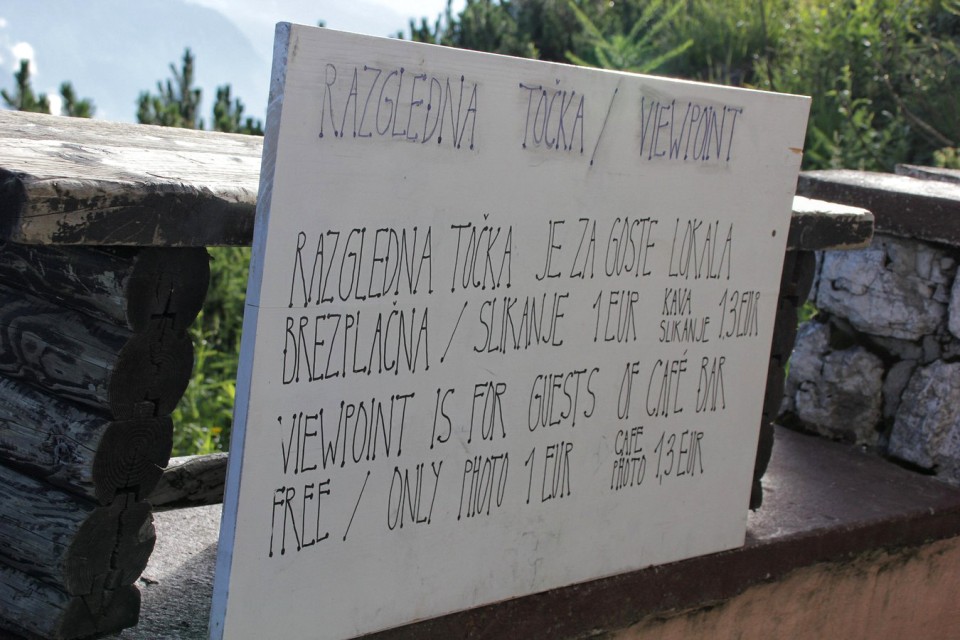 RAZGLEDNA TOČKA / VIEWPOINT
RAZGLEDNA TOČKA JE ZA GOSTE LOKALA
BREZPLAČNA / SLIKANJE 1 EUR KAVA SLIKANJE 1,3 EUR
VIEWPOINT IS FOR GUESTS OF CAFÉ BAR
FREE / ONLY PHOTO 1 EUR CAFE PHOTO 1,3 EUR